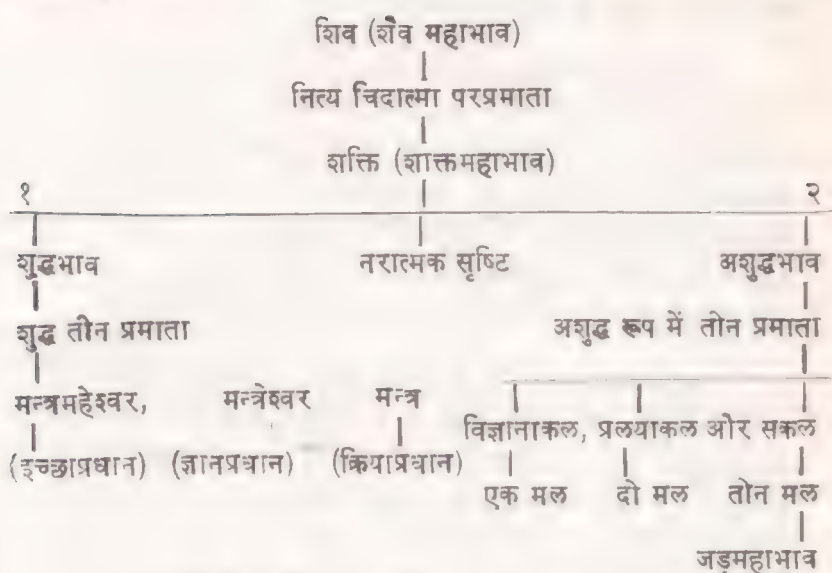 शिव (शैव महाभाव)
नित्य चिदात्मा परप्रमाता
शक्ति (शाक्तमहाभाव)
१ २
शुद्धभाव नरात्मक सृष्टि अशुद्धभाव
शुद्ध तीन प्रमाता अशुद्ध रूप में तीन प्रमाता
मन्त्रमहेश्वर, मन्त्रेश्वर मन्त्र
विज्ञानाकल, प्रलयाकल और सकल
(इच्छाप्रधान) (ज्ञानप्रधान) (क्रियाप्रधान)
एक मल दो मल तीन मल
जड़महाभाव